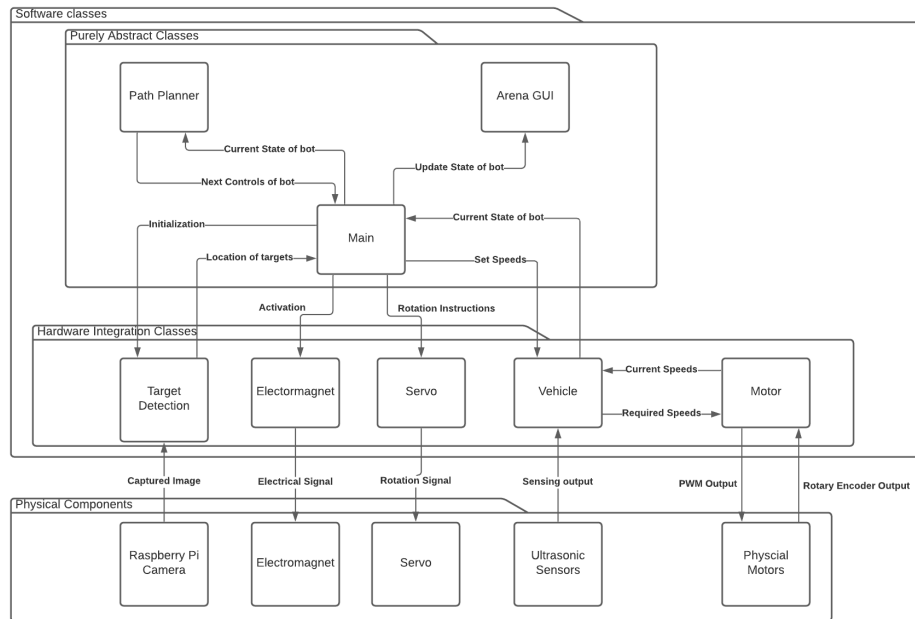 Software classes
Purely Abstract Classes
Path Planner
Arena GUI
Current State of bot
Update State of bot
Next Controls of bot
Main
Initialization
Current State of bot
Location of targets
Set Speeds
Activation
Rotation Instructions
Hardware Integration Classes
Target
Detection
Electormagnet
Servo
Vehicle
Motor
Current Speeds
Required Speeds
Captured Image
Electrical Signal
Rotation Signal
Sensing output
PWM Output
Rotary Encoder Output
Physical Components
Raspberry Pi
Camera
Electromagnet
Servo
Ultrasonic
Sensors
Physcial
Motors